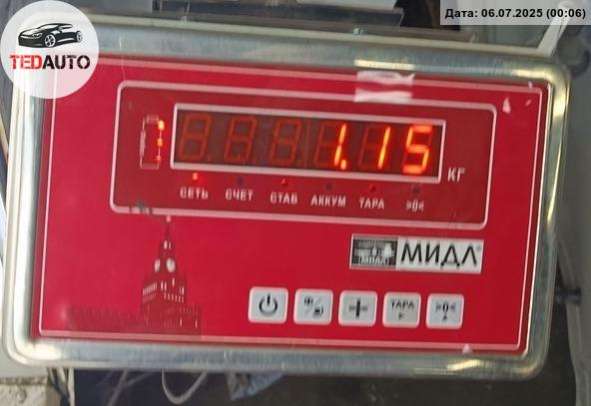 Дата: 06.07.2025 (00:06)
TEDAUTO
1.15
КГ
СЕТЬ СЧЕТ СТАБ АККУМ ТАРА >0<
МИДЛ
ТАРА >0<